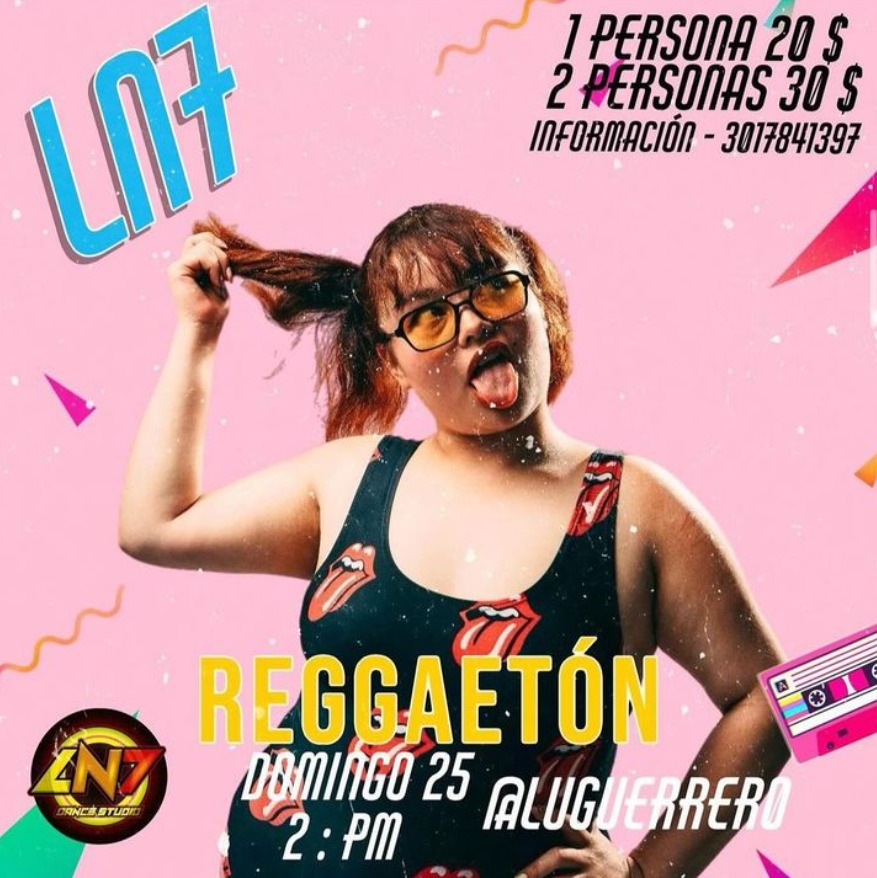 LN7
1 PERSONA 20 $
2 PERSONAS 30 $
INFORMACIÓN - 3017841397
A
REGGAETÓN
DOMINGO 25
2 : PM
@LUGUERRERO
LN7
DANCE STUDIO